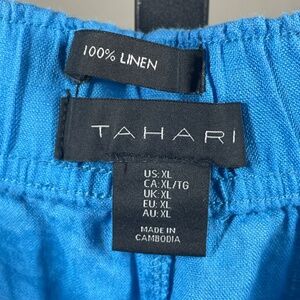 100% LINEN
TAHARI
US: XL
CA: XL/TG
UK: XL
EU: XL
AU: XL
MADE IN
CAMBODIA